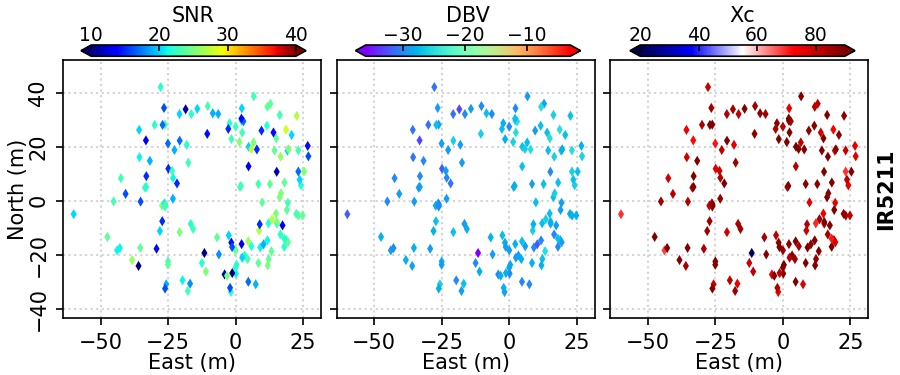 SNR DBV Xc
10 20 30 40 −30 −20 −10 20 40 60 80
40
20
0
−20
−40
North (m)
IR5211
−50 −25 0 25 −50 −25 0 25 −50 −25 0 25
East (m) East (m) East (m)